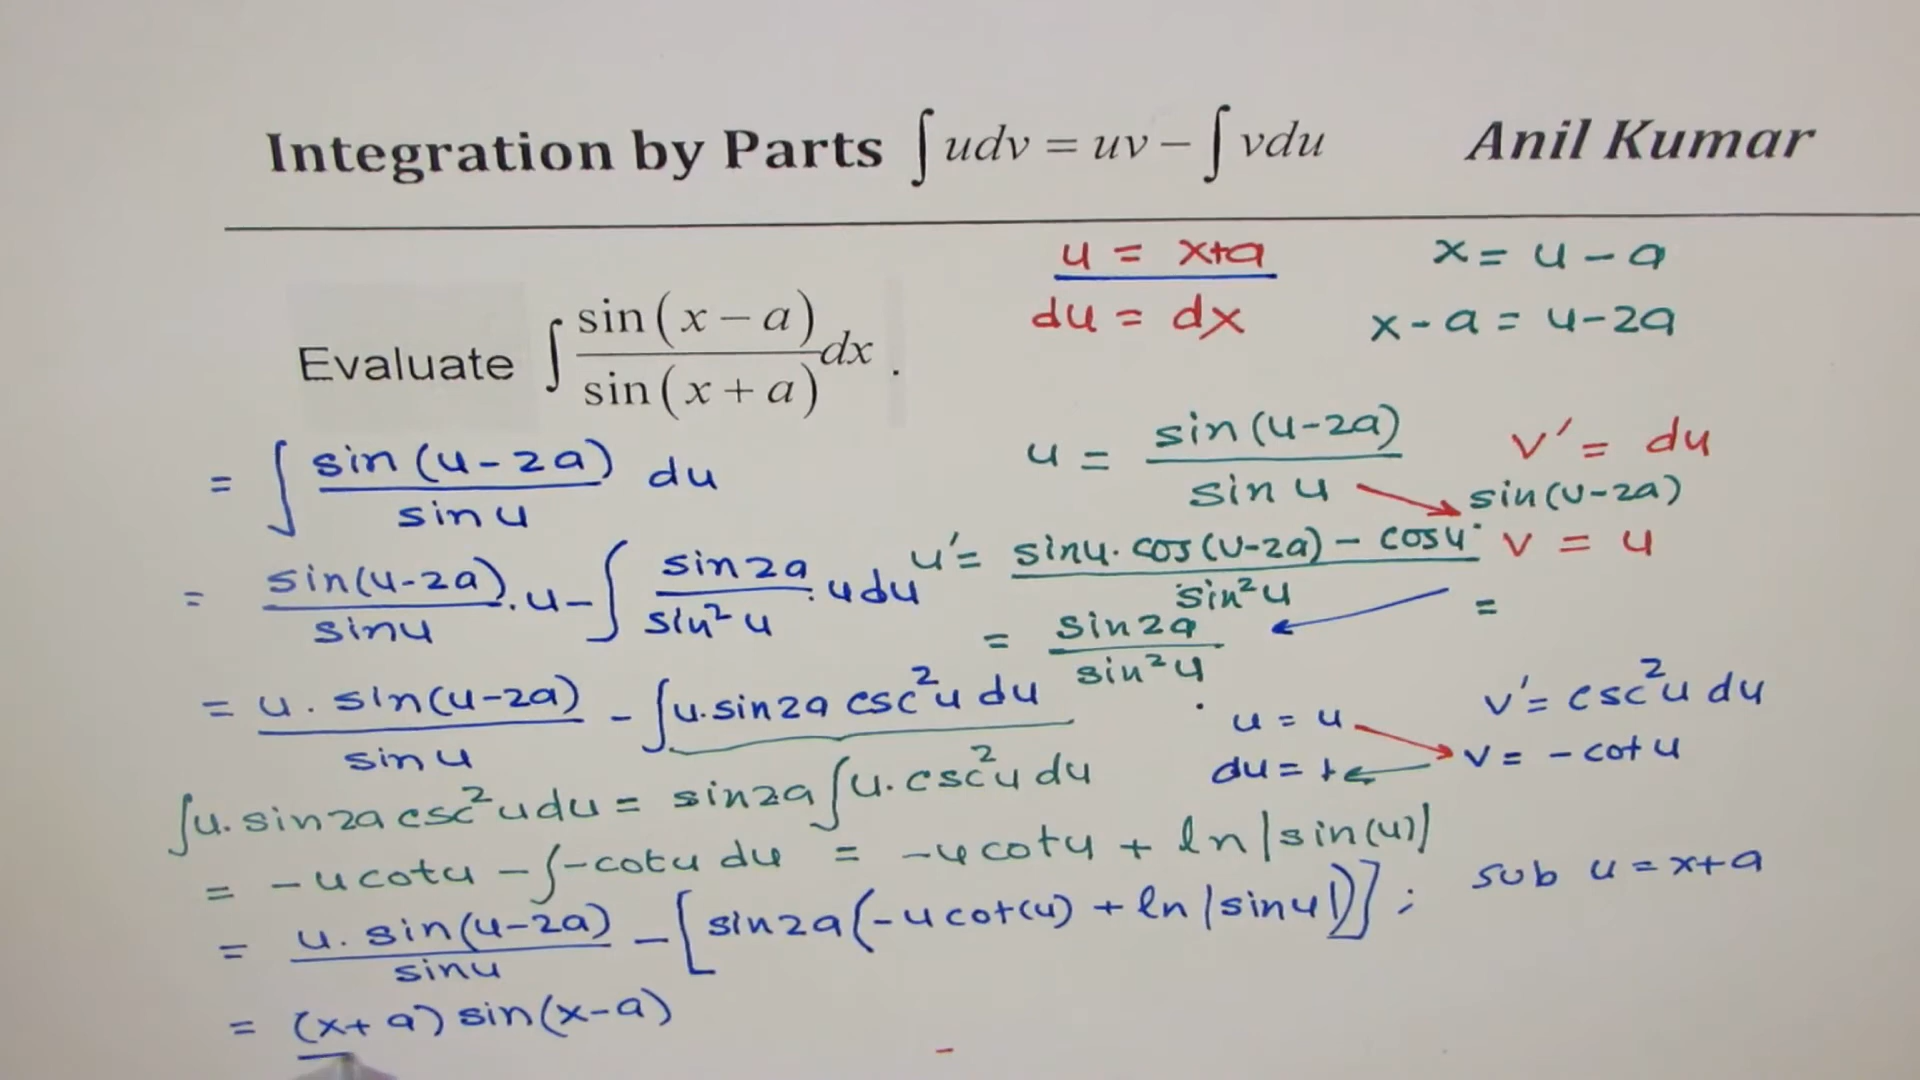 Integration by Parts ∫udv = uv − ∫vdu Anil Kumar
u = x+a x = u − a
du = dx x − a = u − 2a
Evaluate ∫ sin(x − a)/sin(x + a) dx .
= ∫ sin(u−2a)/sin u du
u = sin(u−2a)/sin u v' = du
sin(u−2a)
u' = sin u · cos(u−2a) − cos u · / sin²u v = u
= sin(u−2a)/sin u · u − ∫ sin2a/sin²u · u du
= sin2a/sin²u =
= u · sin(u−2a)/sin u − ∫u·sin2a csc²u du
u = u v' = csc²u du
du = 1 v = − cot u
∫u·sin2a csc²u du = sin2a ∫u·csc²u du
= −u cot u − ∫−cot u du = −u cot u + ln|sin(u)|
= u·sin(u−2a)/sin u − [sin2a(−u cot(u) + ln|sin u|)] ; sub u = x+a
= (x+a) sin(x−a)